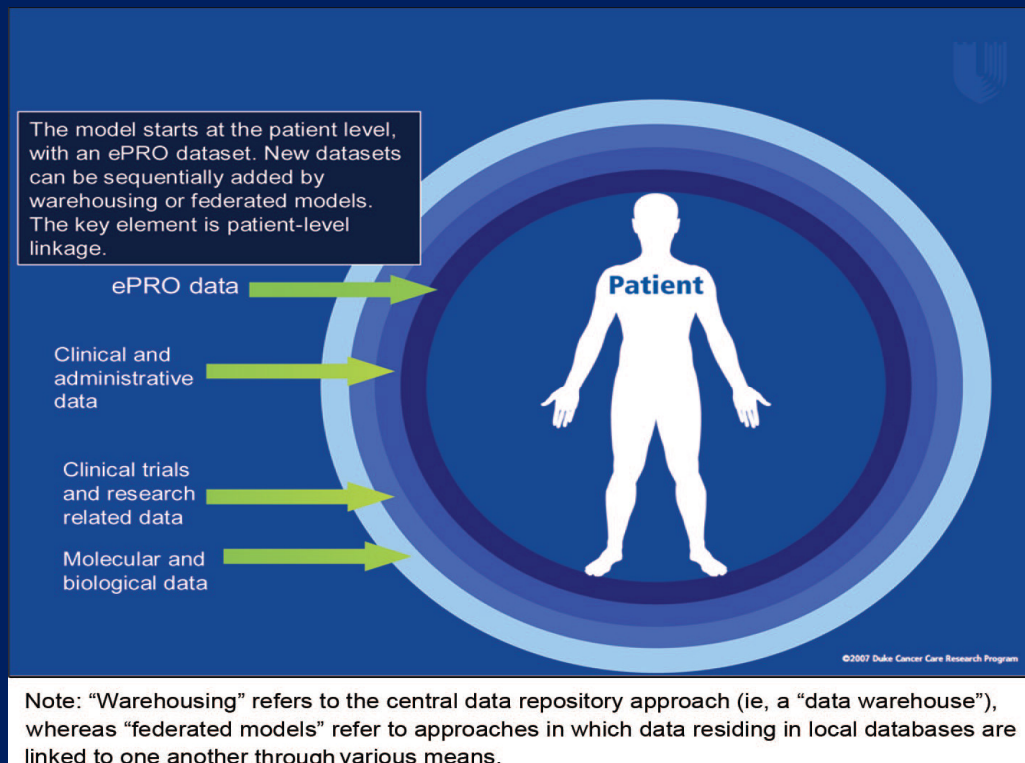 The model starts at the patient level,
with an ePRO dataset. New datasets
can be sequentially added by
warehousing or federated models.
The key element is patient-level
linkage.
ePRO data
Patient
Clinical and
administrative
data
Clinical trials
and research
related data
Molecular and
biological data
©2007 Duke Cancer Care Research Program
Note: “Warehousing” refers to the central data repository approach (ie, a “data warehouse”),
whereas “federated models” refer to approaches in which data residing in local databases are
linked to one another through various means.